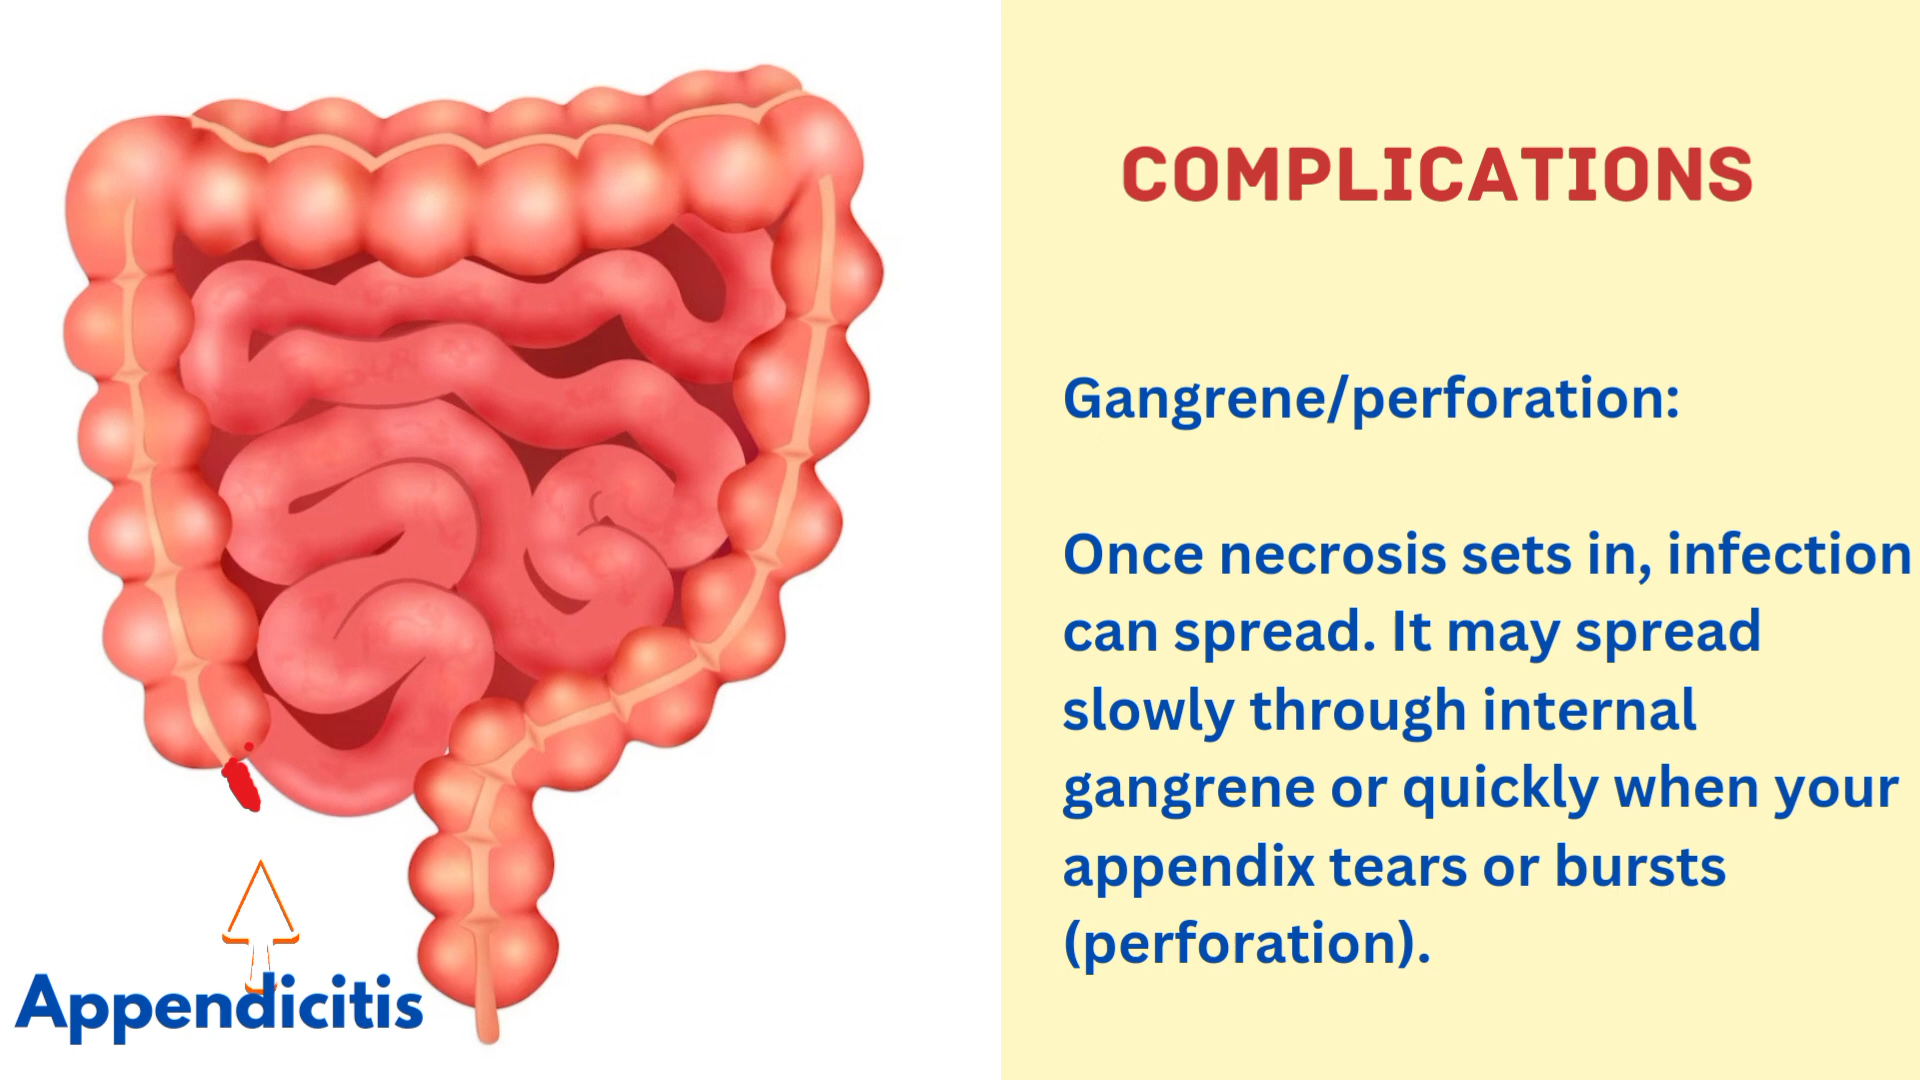 COMPLICATIONS
Gangrene/perforation:
Once necrosis sets in, infection
can spread. It may spread
slowly through internal
gangrene or quickly when your
appendix tears or bursts
(perforation).
Appendicitis